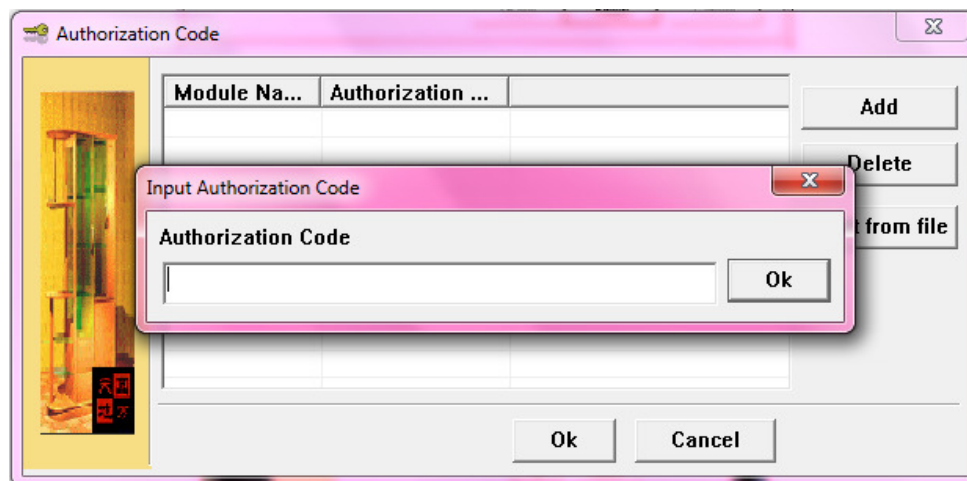 Authorization Code
Module Na...
Authorization ...
Add
Delete
t from file
Input Authorization Code
Authorization Code
Ok
Ok
Cancel